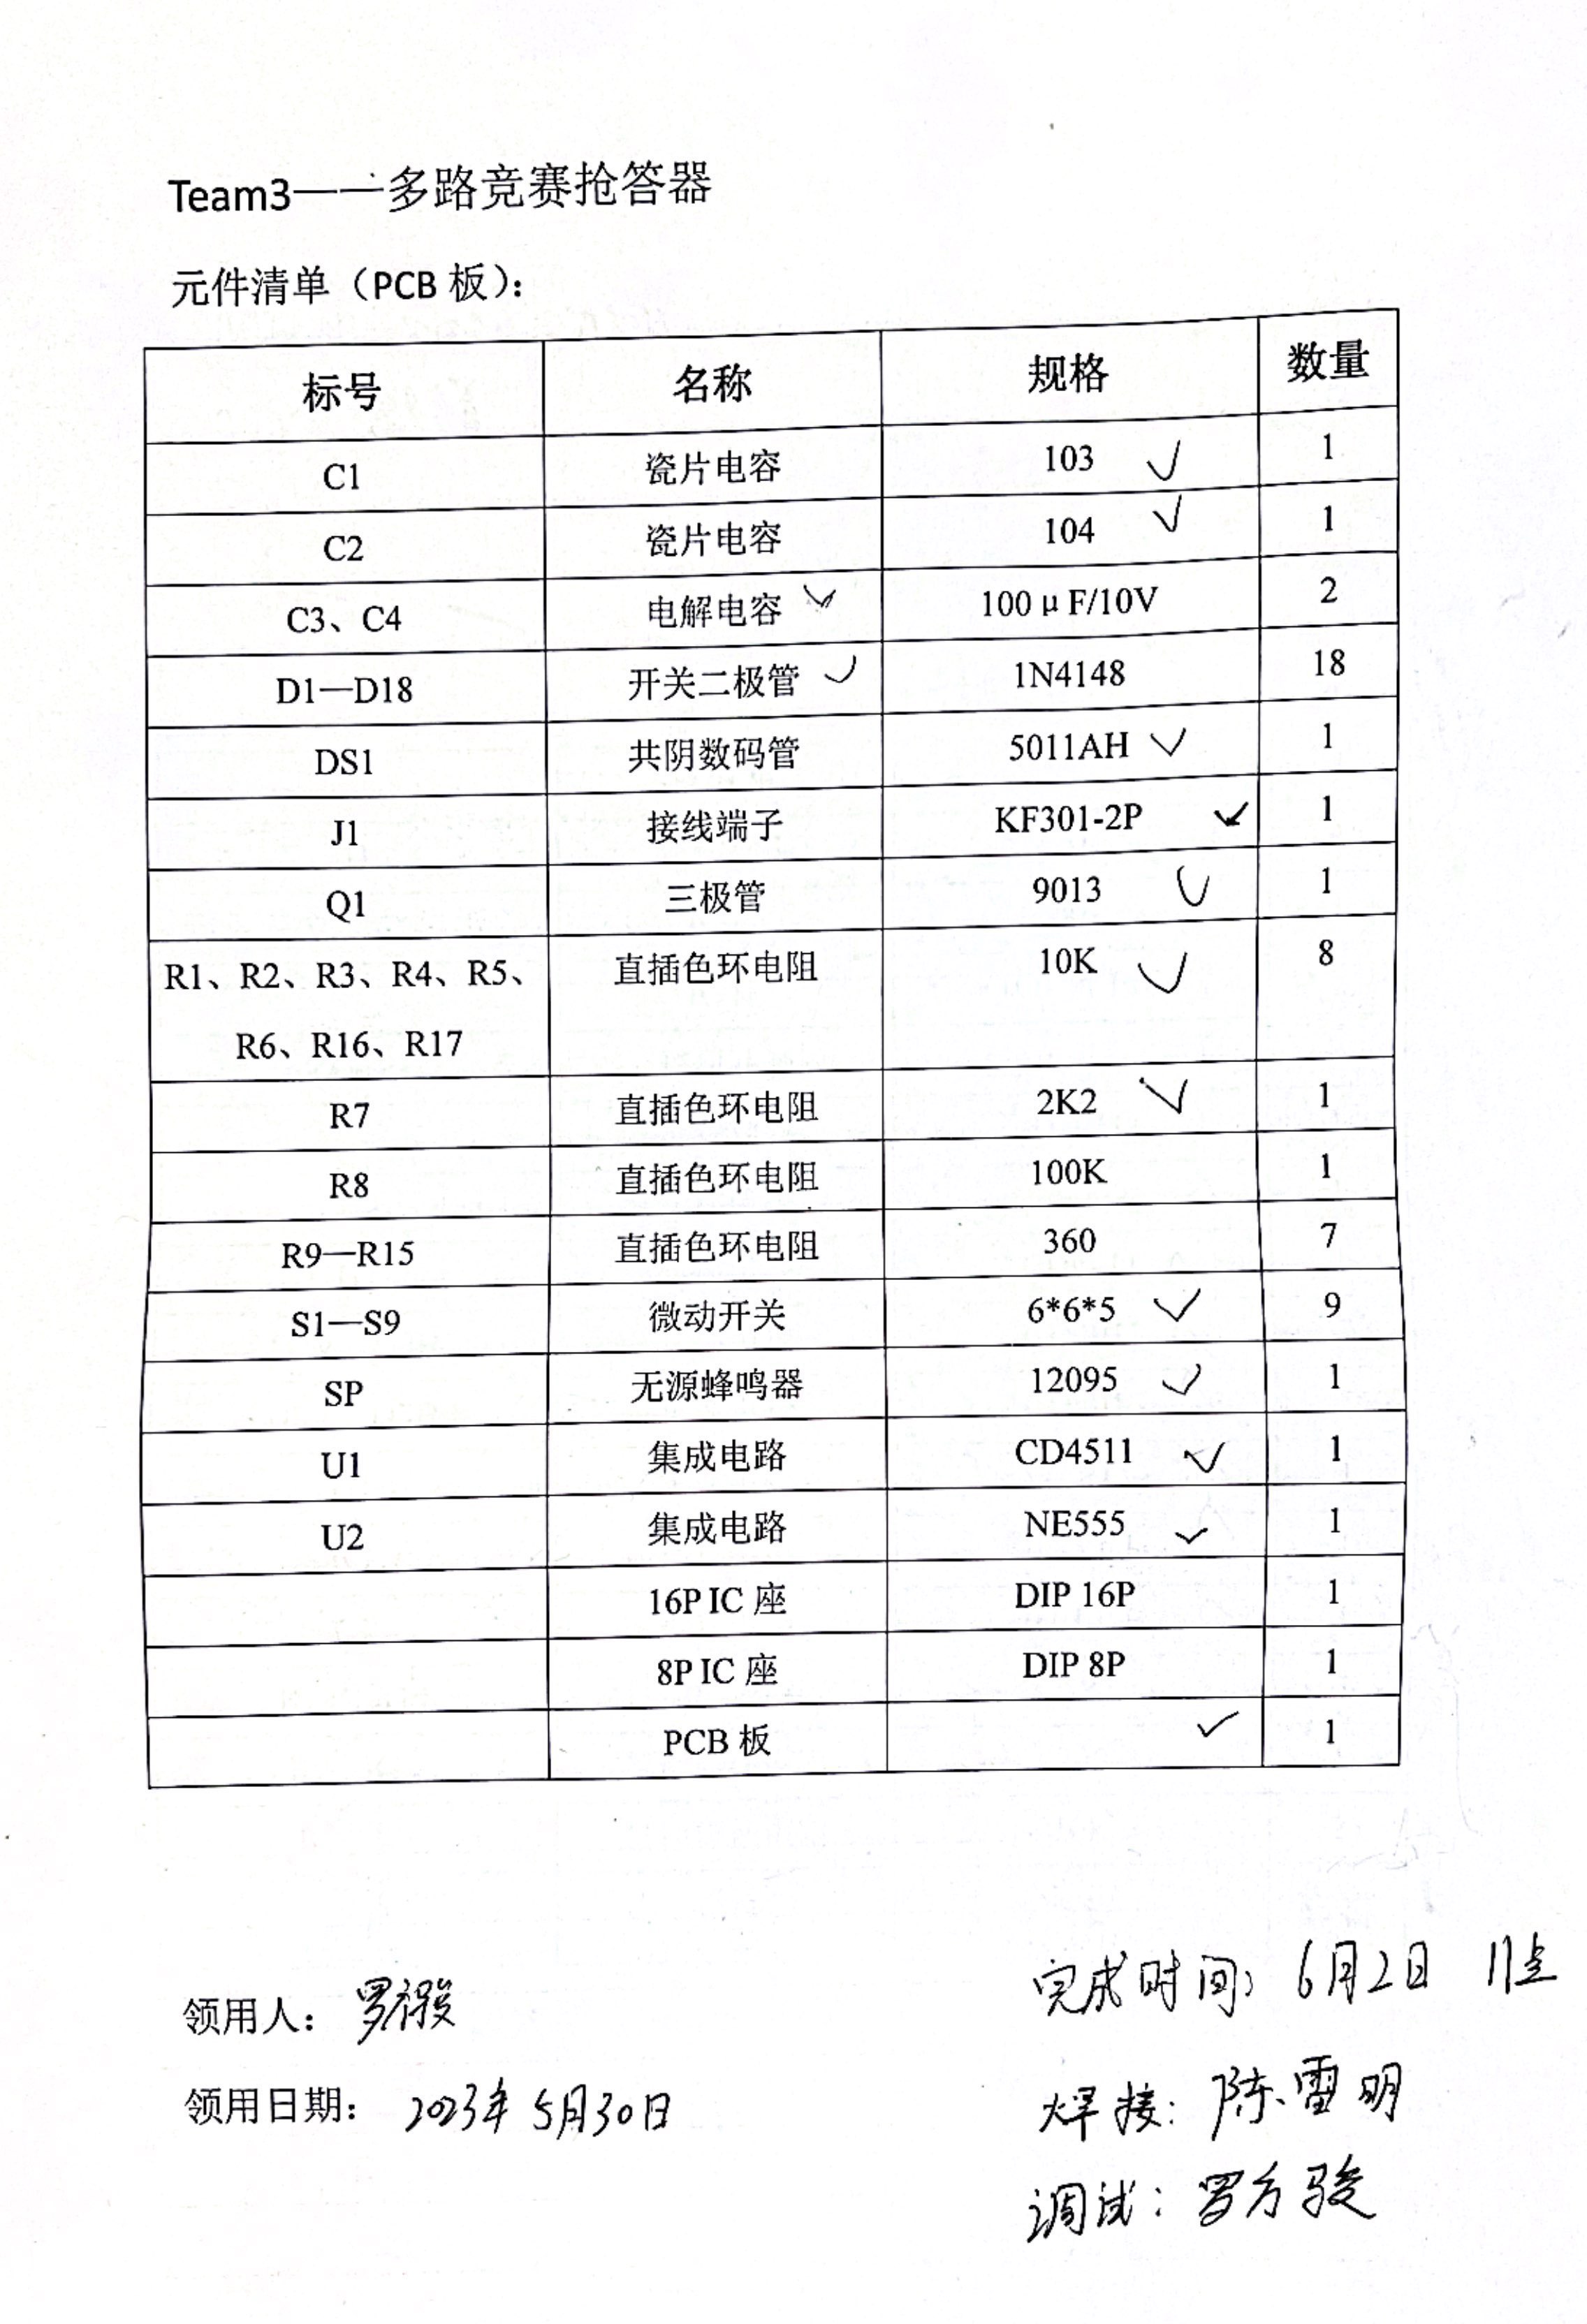 Team3——多路竞赛抢答器
元件清单（PCB 板）：
标号 名称 规格 数量
C1 瓷片电容 103 √ 1
C2 瓷片电容 104 √ 1
C3、C4 电解电容 √ 100μF/10V 2
D1—D18 开关二极管 √ 1N4148 18
DS1 共阴数码管 5011AH √ 1
J1 接线端子 KF301-2P √ 1
Q1 三极管 9013 √ 1
R1、R2、R3、R4、R5、 直插色环电阻 10K √ 8
R6、R16、R17
R7 直插色环电阻 2K2 √ 1
R8 直插色环电阻 100K 1
R9—R15 直插色环电阻 360 7
S1—S9 微动开关 6*6*5 √ 9
SP 无源蜂鸣器 12095 √ 1
U1 集成电路 CD4511 √ 1
U2 集成电路 NE555 √ 1
16P IC 座 DIP 16P 1
8P IC 座 DIP 8P 1
PCB 板 √ 1
完成时间：6月2日 11点
领用人：罗方骏
焊接：陈雷明
领用日期：2023年5月30日
调试：罗方骏